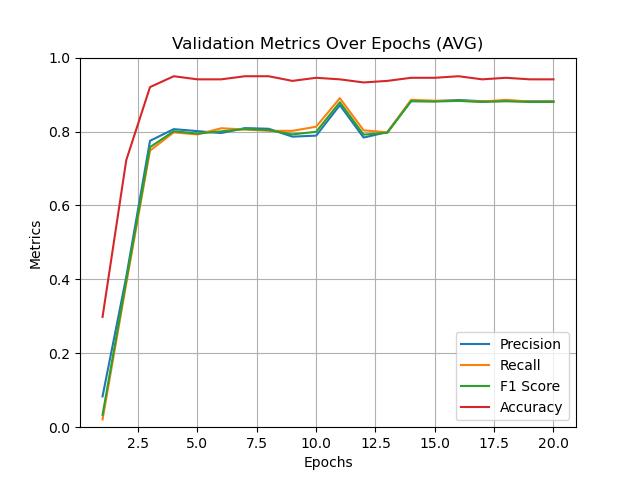 Validation Metrics Over Epochs (AVG)
1.0
0.8
0.6
0.4
0.2
0.0
Metrics
2.5 5.0 7.5 10.0 12.5 15.0 17.5 20.0
Epochs
Precision
Recall
F1 Score
Accuracy